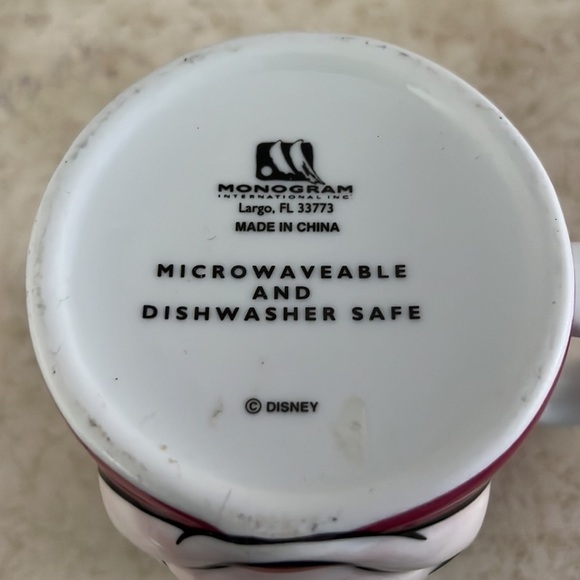 MONOGRAM
INTERNATIONAL INC.
Largo, FL 33773
MADE IN CHINA
MICROWAVEABLE
AND
DISHWASHER SAFE
© DISNEY